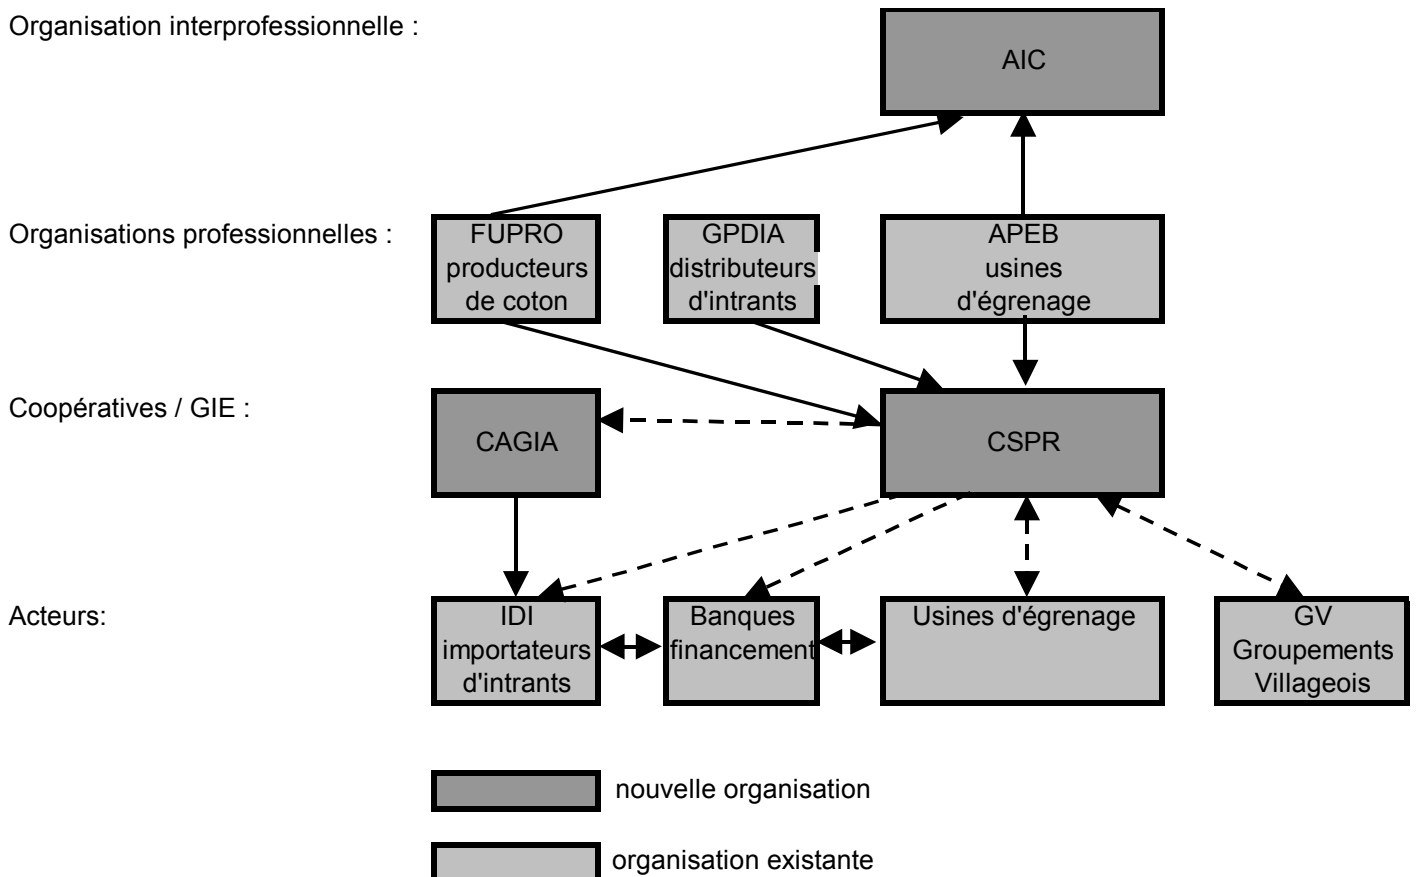 Organisation interprofessionnelle :
AIC
Organisations professionnelles :
FUPRO
producteurs
de coton
GPDIA
distributeurs
d'intrants
APEB
usines
d'égrenage
Coopératives / GIE :
CAGIA
CSPR
Acteurs:
IDI
importateurs
d'intrants
Banques
financement
Usines d'égrenage
GV
Groupements
Villageois
nouvelle organisation
organisation existante